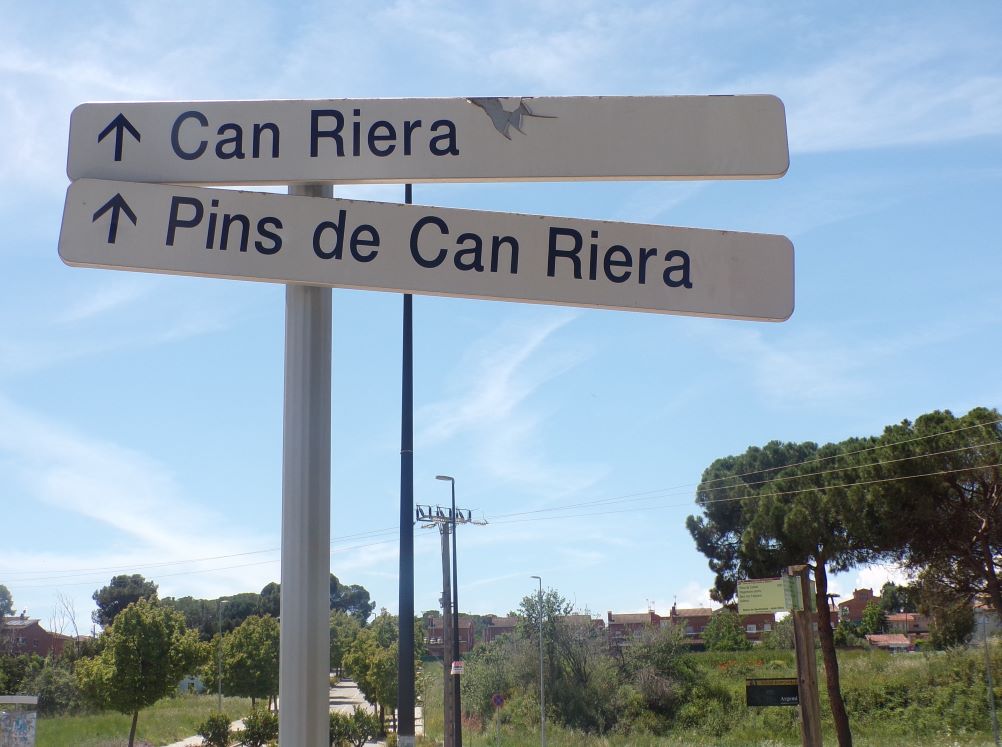 ↑ Can Riera
↑ Pins de Can Riera